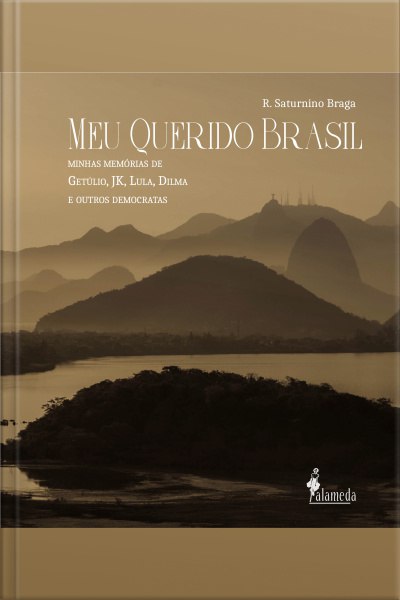 R. Saturnino Braga
MEU QUERIDO BRASIL
MINHAS MEMÓRIAS DE
GETÚLIO, JK, LULA, DILMA
E OUTROS DEMOCRATAS
alameda